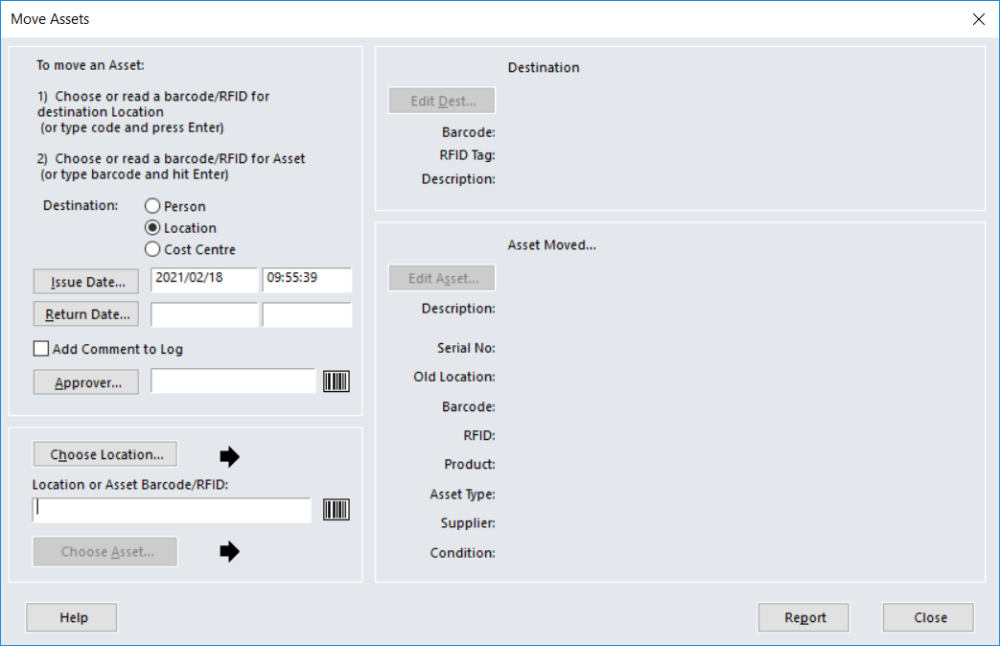 Move Assets
To move an Asset:
1) Choose or read a barcode/RFID for
destination Location
(or type code and press Enter)
2) Choose or read a barcode/RFID for Asset
(or type barcode and hit Enter)
Destination:
Person
Location
Cost Centre
Issue Date... 2021/02/18 09:55:39
Return Date...
Add Comment to Log
Approver...
Choose Location...
Location or Asset Barcode/RFID:
Choose Asset...
Destination
Edit Dest...
Barcode:
RFID Tag:
Description:
Asset Moved...
Edit Asset...
Description:
Serial No:
Old Location:
Barcode:
RFID:
Product:
Asset Type:
Supplier:
Condition:
Help
Report
Close